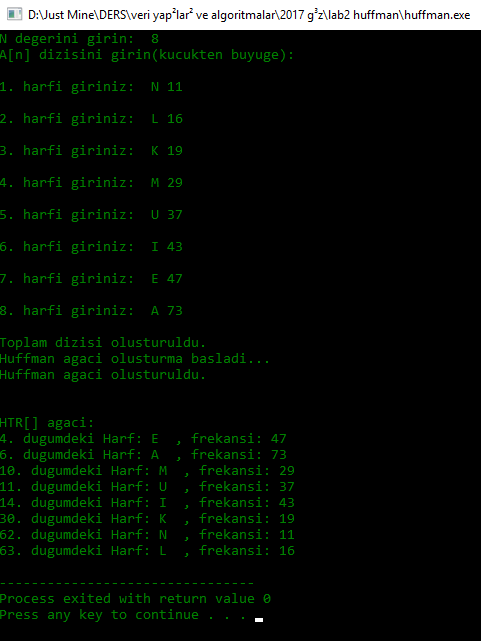 D:\Just Mine\DERS\veri yap²lar² ve algoritmalar\2017 g³z\lab2 huffman\huffman.exe
N degerini girin:  8
A[n] dizisini girin(kucukten buyuge):
1. harfi giriniz:  N 11
2. harfi giriniz:  L 16
3. harfi giriniz:  K 19
4. harfi giriniz:  M 29
5. harfi giriniz:  U 37
6. harfi giriniz:  I 43
7. harfi giriniz:  E 47
8. harfi giriniz:  A 73
Toplam dizisi olusturuldu.
Huffman agaci olusturma basladi...
Huffman agaci olusturuldu.
HTR[] agaci:
4. dugumdeki Harf: E  , frekansi: 47
6. dugumdeki Harf: A  , frekansi: 73
10. dugumdeki Harf: M  , frekansi: 29
11. dugumdeki Harf: U  , frekansi: 37
14. dugumdeki Harf: I  , frekansi: 43
30. dugumdeki Harf: K  , frekansi: 19
62. dugumdeki Harf: N  , frekansi: 11
63. dugumdeki Harf: L  , frekansi: 16
--------------------------------
Process exited with return value 0
Press any key to continue . . .